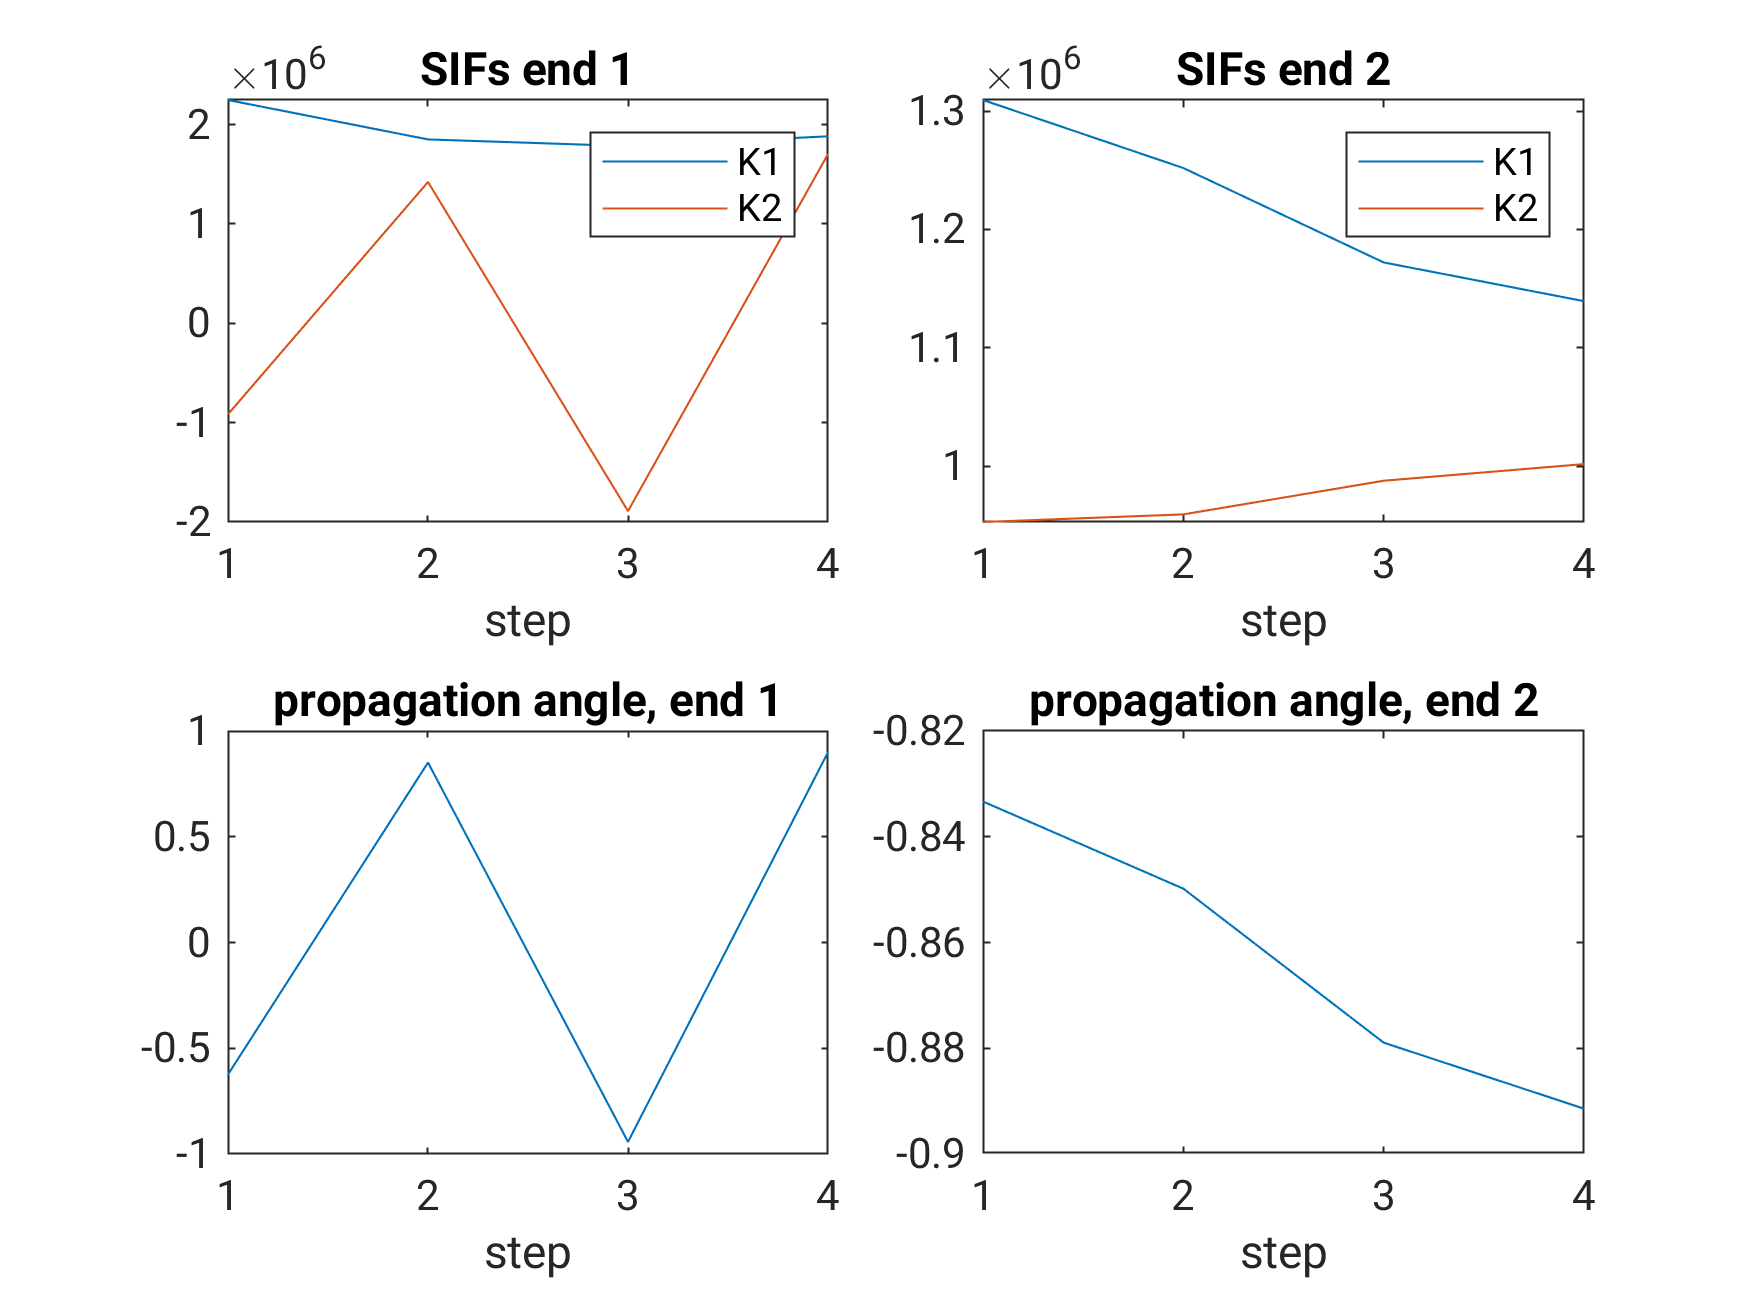 ×10^6
SIFs end 1
2
1
0
-1
-2
K1
K2
1 2 3 4
step
×10^6
SIFs end 2
1.3
1.2
1.1
1
K1
K2
1 2 3 4
step
propagation angle, end 1
1
0.5
0
-0.5
-1
1 2 3 4
step
propagation angle, end 2
-0.82
-0.84
-0.86
-0.88
-0.9
1 2 3 4
step